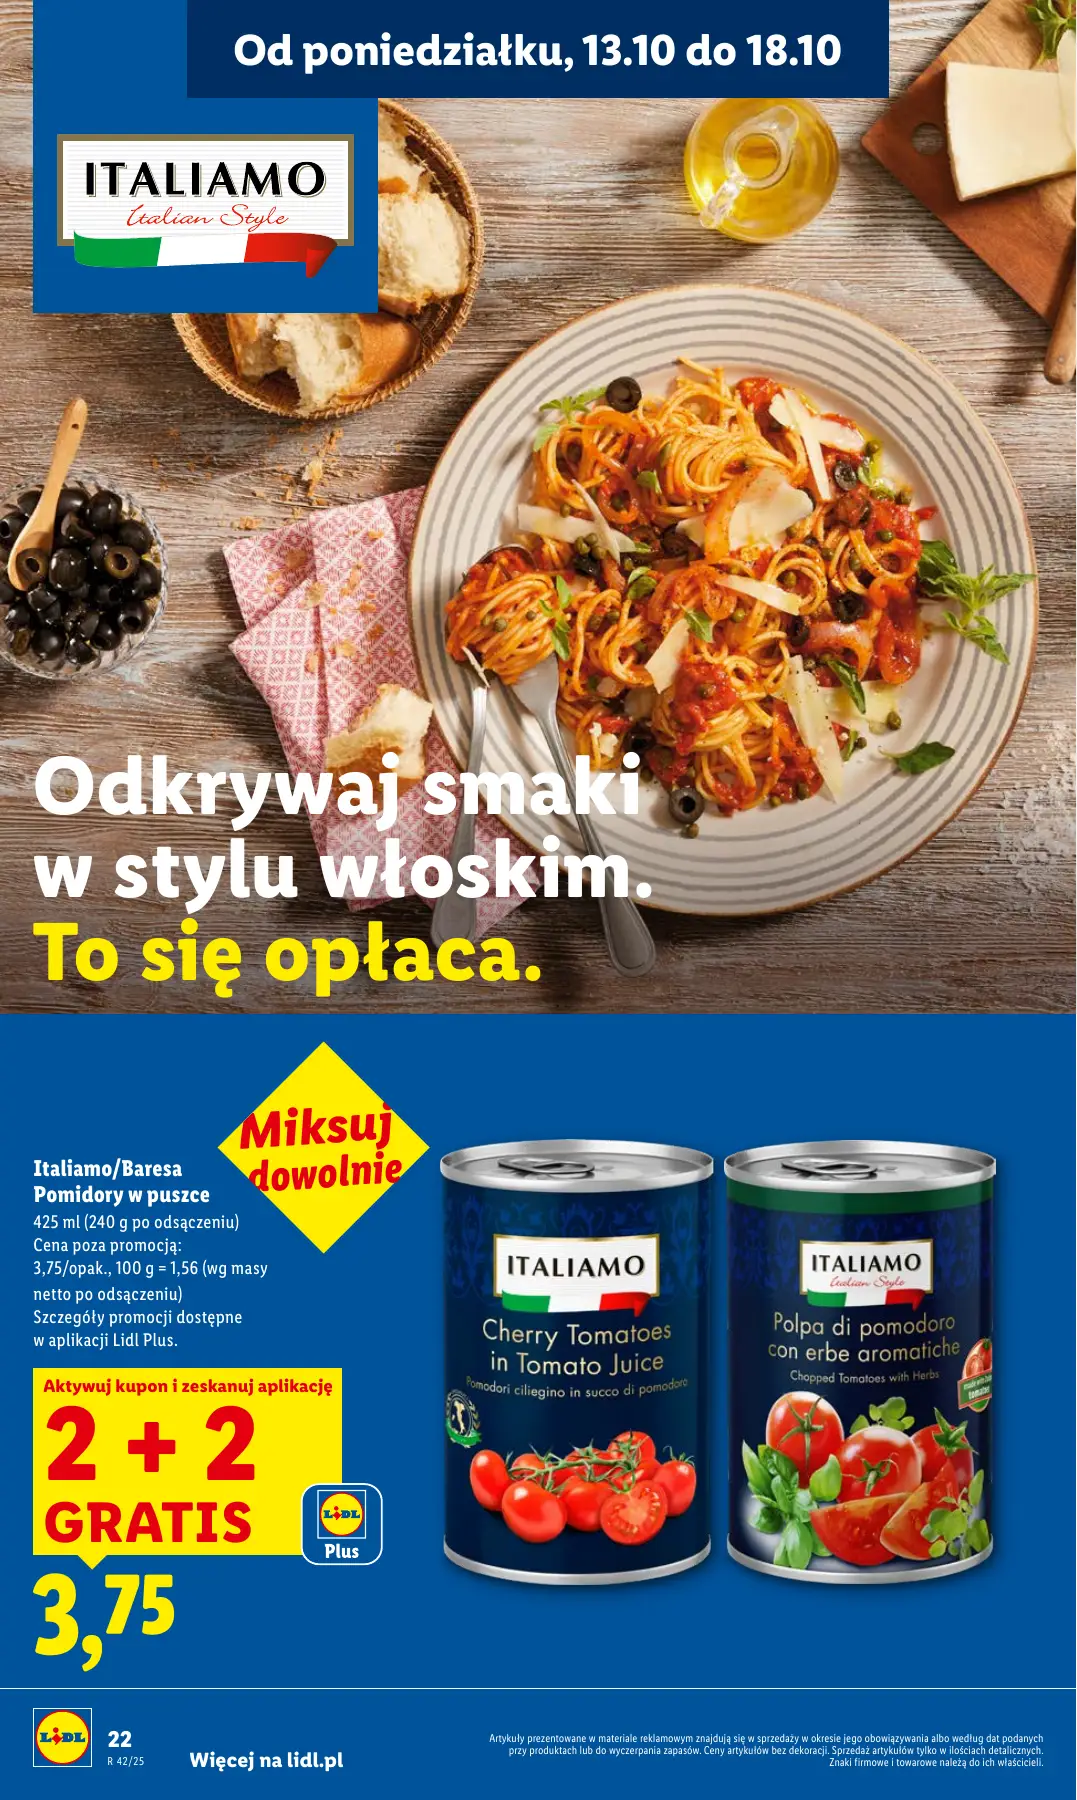 Od poniedziałku, 13.10 do 18.10
ITALIAMO
Italian Style
Odkrywaj smaki
w stylu włoskim.
To się opłaca.
Miksuj
dowolnie
Italiamo/Baresa
Pomidory w puszce
425 ml (240 g po odsączeniu)
Cena poza promocją:
3,75/opak., 100 g = 1,56 (wg masy
netto po odsączeniu)
Szczegóły promocji dostępne
w aplikacji Lidl Plus.
Aktywuj kupon i zeskanuj aplikację
2 + 2
GRATIS
LIDL
Plus
3,75
ITALIAMO
Cherry Tomatoes
in Tomato Juice
Pomodori ciliegino in succo di pomodoro
ITALIAMO
Italian Style
Polpa di pomodoro
con erbe aromatiche
Chopped Tomatoes with Herbs
LIDL
22
R 42/25
Więcej na lidl.pl
Artykuły prezentowane w materiale reklamowym znajdują się w sprzedaży w okresie jego obowiązywania albo według dat podanych
przy produktach lub do wyczerpania zapasów. Ceny artykułów bez dekoracji. Sprzedaż artykułów tylko w ilościach detalicznych.
Znaki firmowe i towarowe należą do ich właścicieli.